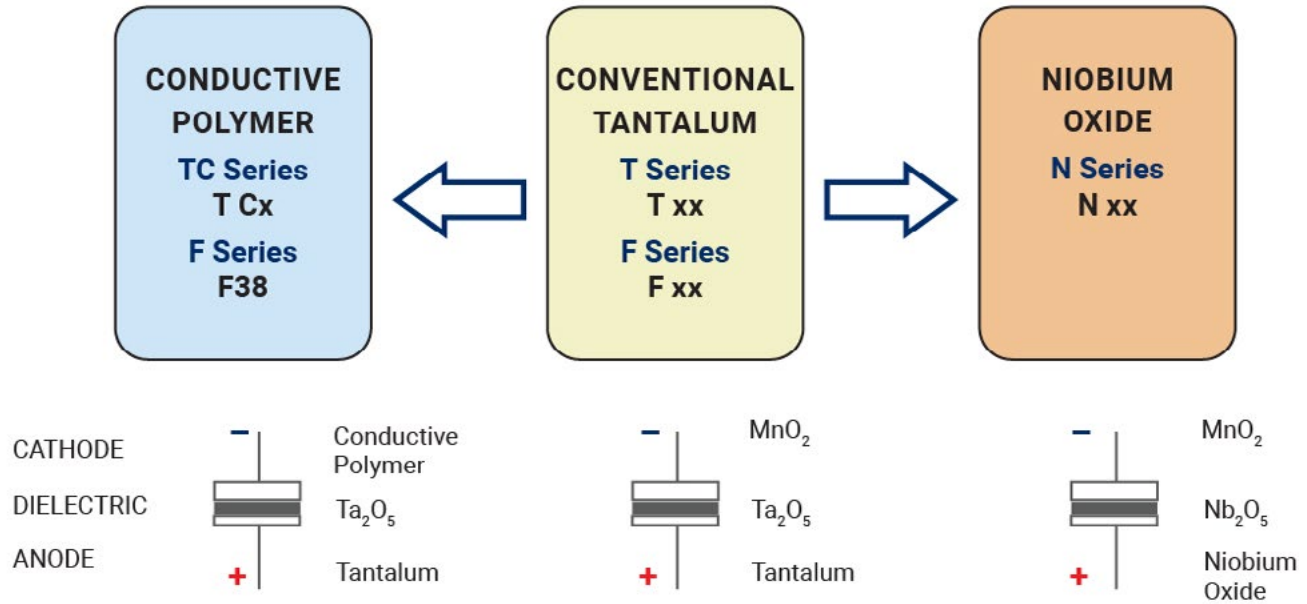 CONDUCTIVE
POLYMER
TC Series
T Cx
F Series
F38
CONVENTIONAL
TANTALUM
T Series
T xx
F Series
F xx
NIOBIUM
OXIDE
N Series
N xx
CATHODE
DIELECTRIC
ANODE
−
Conductive
Polymer
Ta₂O₅
+
Tantalum
−
MnO₂
Ta₂O₅
+
Tantalum
−
MnO₂
Nb₂O₅
+
Niobium
Oxide